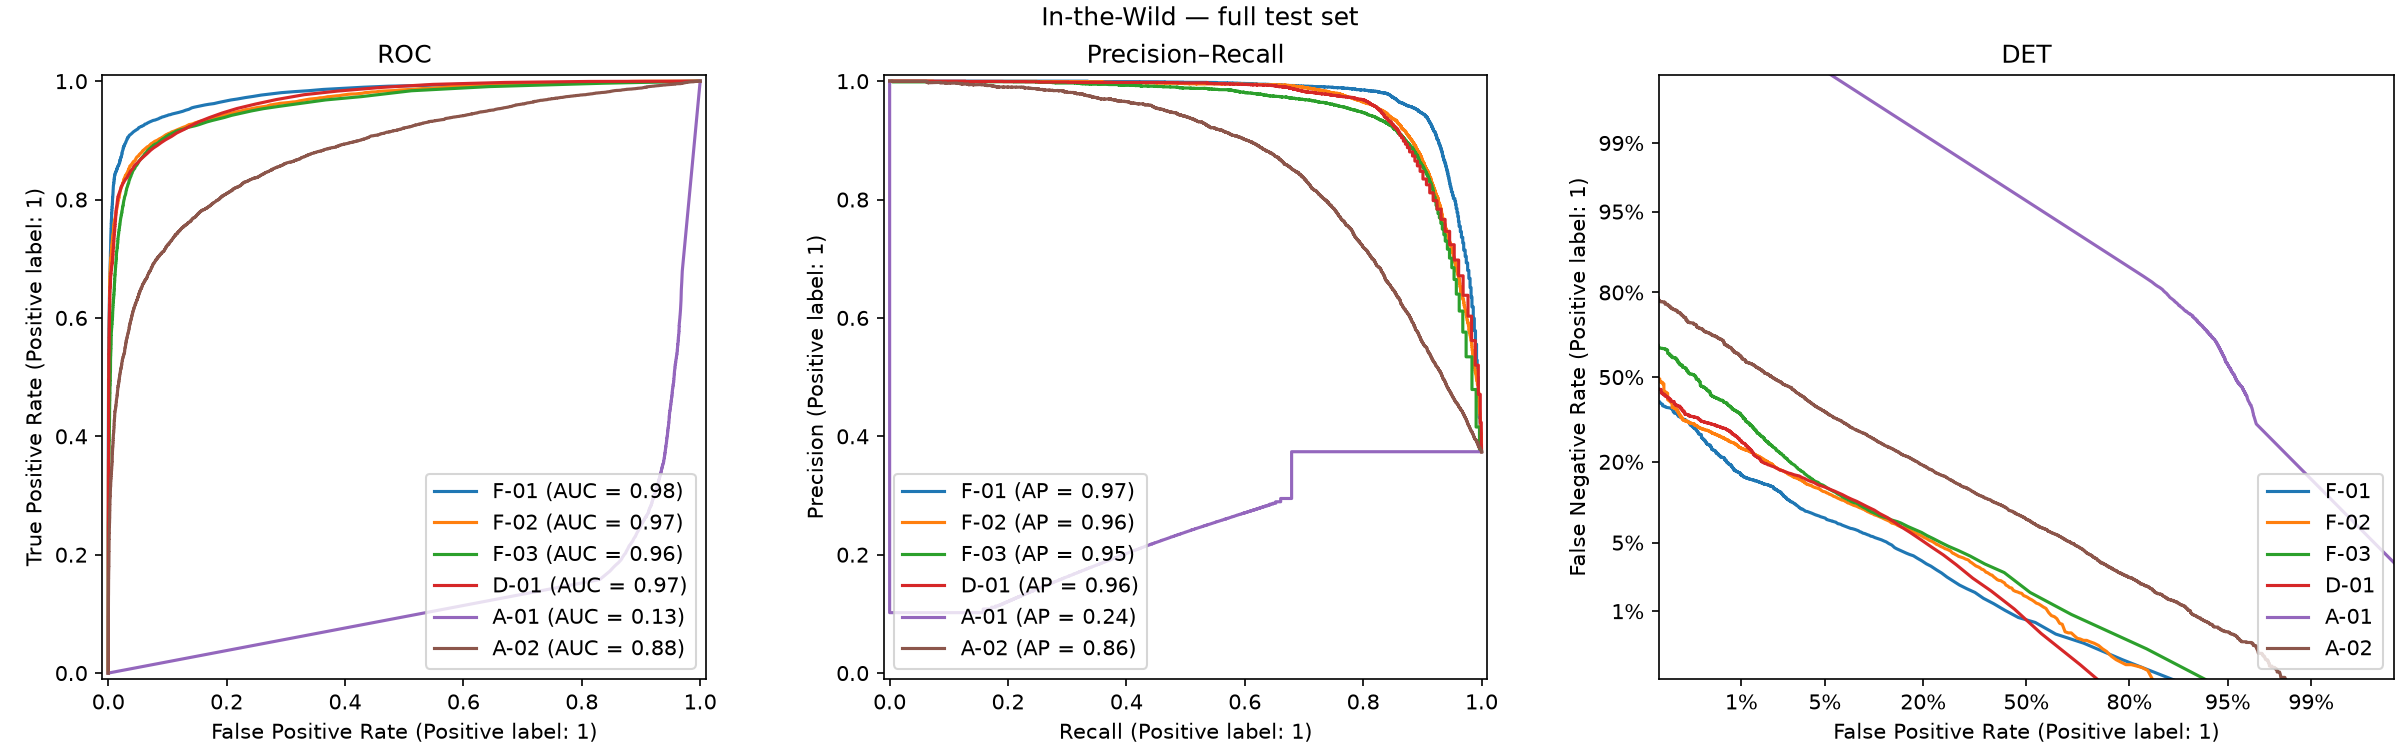 In-the-Wild — full test set
ROC
True Positive Rate (Positive label: 1)
1.0
0.8
0.6
0.4
0.2
0.0
F-01 (AUC = 0.98)
F-02 (AUC = 0.97)
F-03 (AUC = 0.96)
D-01 (AUC = 0.97)
A-01 (AUC = 0.13)
A-02 (AUC = 0.88)
0.0 0.2 0.4 0.6 0.8 1.0
False Positive Rate (Positive label: 1)
Precision–Recall
Precision (Positive label: 1)
1.0
0.8
0.6
0.4
0.2
0.0
F-01 (AP = 0.97)
F-02 (AP = 0.96)
F-03 (AP = 0.95)
D-01 (AP = 0.96)
A-01 (AP = 0.24)
A-02 (AP = 0.86)
0.0 0.2 0.4 0.6 0.8 1.0
Recall (Positive label: 1)
DET
False Negative Rate (Positive label: 1)
99%
95%
80%
50%
20%
5%
1%
F-01
F-02
F-03
D-01
A-01
A-02
1% 5% 20% 50% 80% 95% 99%
False Positive Rate (Positive label: 1)